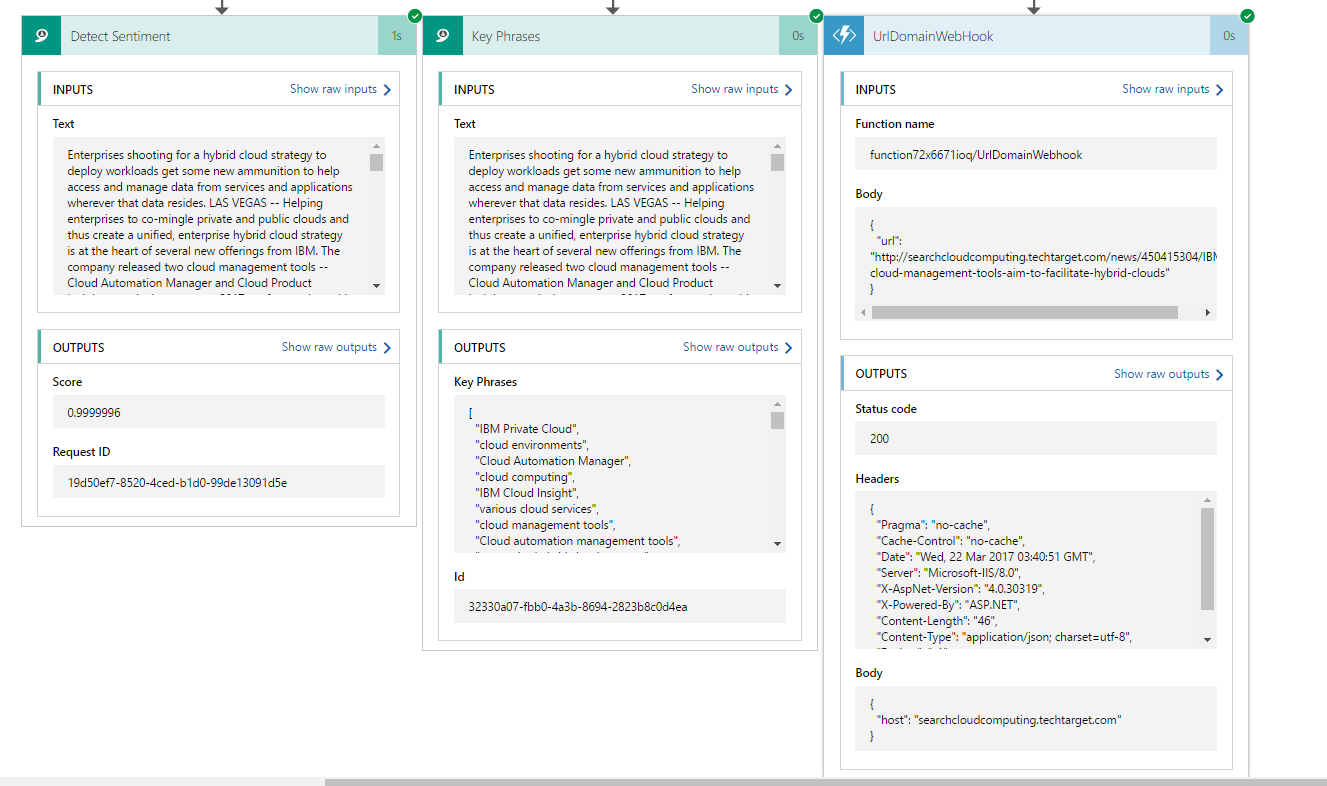 Detect Sentiment
1s
INPUTS
Show raw inputs
Text
Enterprises shooting for a hybrid cloud strategy to
deploy workloads get some new ammunition to help
access and manage data from services and applications
wherever that data resides. LAS VEGAS -- Helping
enterprises to co-mingle private and public clouds and
thus create a unified, enterprise hybrid cloud strategy
is at the heart of several new offerings from IBM. The
company released two cloud management tools --
Cloud Automation Manager and Cloud Product
OUTPUTS
Show raw outputs
Score
0.9999996
Request ID
19d50ef7-8520-4ced-b1d0-99de13091d5e
Key Phrases
0s
INPUTS
Show raw inputs
Text
Enterprises shooting for a hybrid cloud strategy to
deploy workloads get some new ammunition to help
access and manage data from services and applications
wherever that data resides. LAS VEGAS -- Helping
enterprises to co-mingle private and public clouds and
thus create a unified, enterprise hybrid cloud strategy
is at the heart of several new offerings from IBM. The
company released two cloud management tools --
Cloud Automation Manager and Cloud Product
OUTPUTS
Show raw outputs
Key Phrases
[
"IBM Private Cloud",
"cloud environments",
"Cloud Automation Manager",
"cloud computing",
"IBM Cloud Insight",
"various cloud services",
"cloud management tools",
"Cloud automation management tools",
Id
32330a07-fbb0-4a3b-8694-2823b8c0d4ea
UrlDomainWebHook
0s
INPUTS
Show raw inputs
Function name
function72x6671ioq/UrlDomainWebhook
Body
{
"url":
"http://searchcloudcomputing.techtarget.com/news/450415304/IBM
cloud-management-tools-aim-to-facilitate-hybrid-clouds"
}
OUTPUTS
Show raw outputs
Status code
200
Headers
{
"Pragma": "no-cache",
"Cache-Control": "no-cache",
"Date": "Wed, 22 Mar 2017 03:40:51 GMT",
"Server": "Microsoft-IIS/8.0",
"X-AspNet-Version": "4.0.30319",
"X-Powered-By": "ASP.NET",
"Content-Length": "46",
"Content-Type": "application/json; charset=utf-8",
Body
{
"host": "searchcloudcomputing.techtarget.com"
}